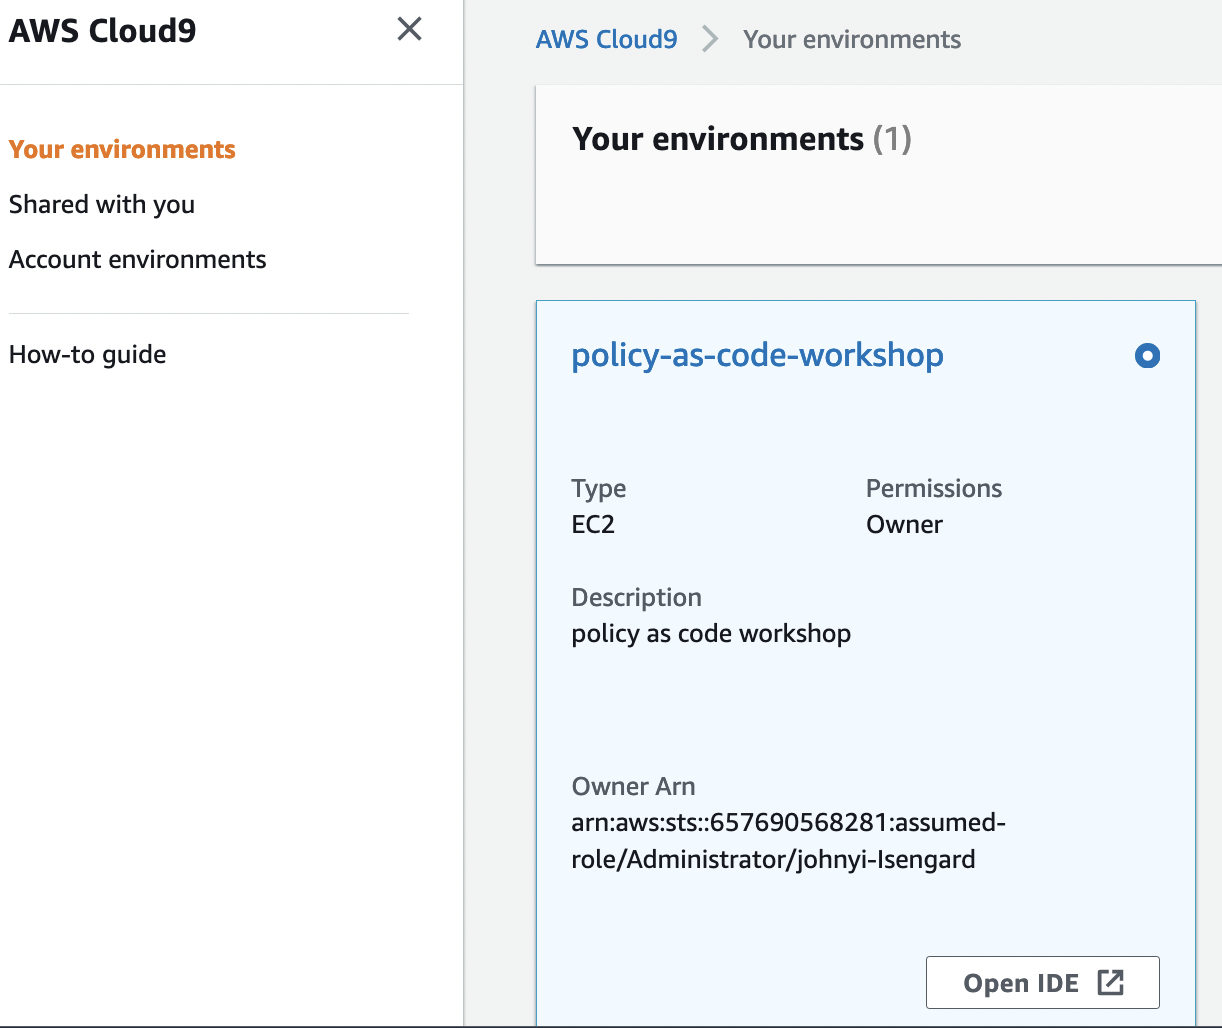 AWS Cloud9
Your environments
Shared with you
Account environments
How-to guide
AWS Cloud9 > Your environments
Your environments (1)
policy-as-code-workshop
Type
EC2
Permissions
Owner
Description
policy as code workshop
Owner Arn
arn:aws:sts::657690568281:assumed-
role/Administrator/johnyi-Isengard
Open IDE